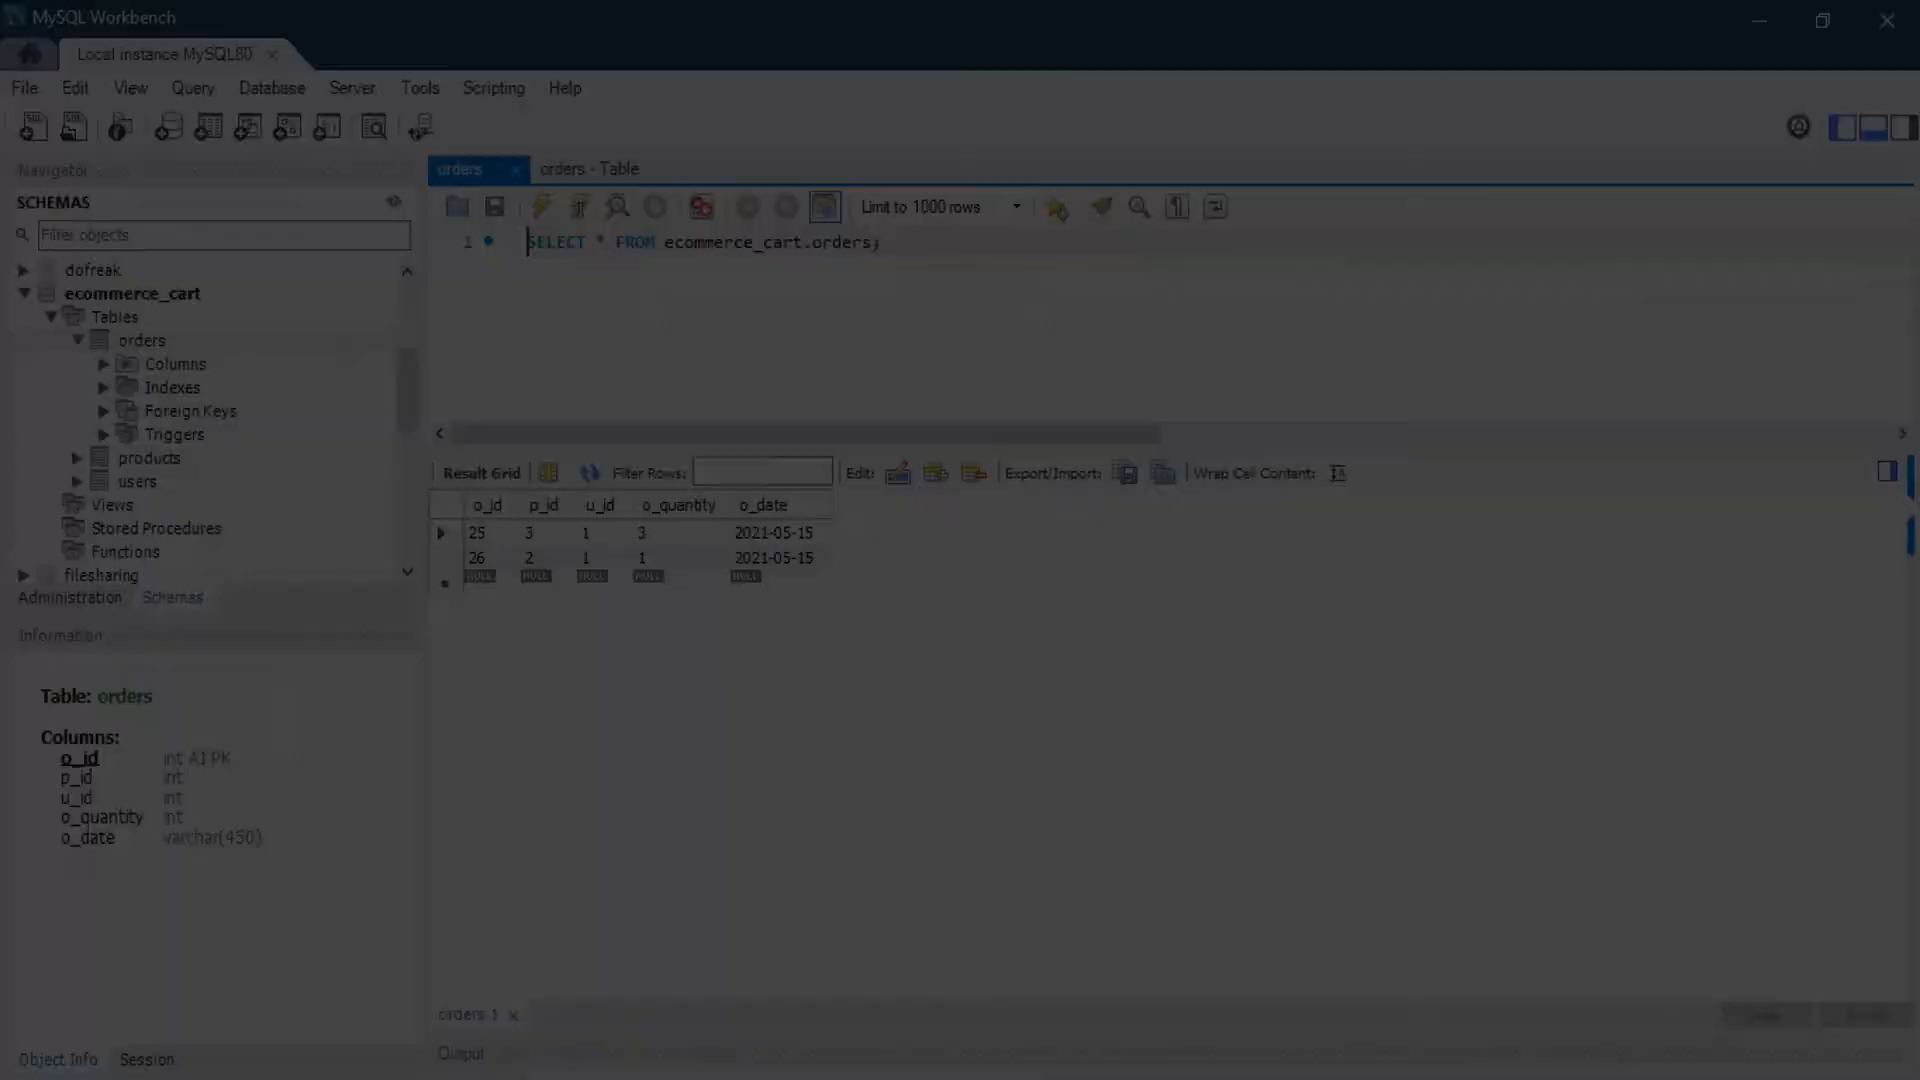 MySQL Workbench
Local instance MySQL80
File Edit View Query Database Server Tools Scripting Help
Navigator
SCHEMAS
Filter objects
dofreak
ecommerce_cart
Tables
orders
Columns
Indexes
Foreign Keys
Triggers
products
users
Views
Stored Procedures
Functions
filesharing
Administration Schemas
Information
Table: orders
Columns:
o_id int AI PK
p_id int
u_id int
o_quantity int
o_date varchar(450)
Object Info Session
orders orders - Table
Limit to 1000 rows
1 SELECT * FROM ecommerce_cart.orders;
Result Grid Filter Rows: Edit: Export/Import: Wrap Cell Content:
o_id p_id u_id o_quantity o_date
25 3 1 3 2021-05-15
26 2 1 1 2021-05-15
NULL NULL NULL NULL NULL
orders 1
Output